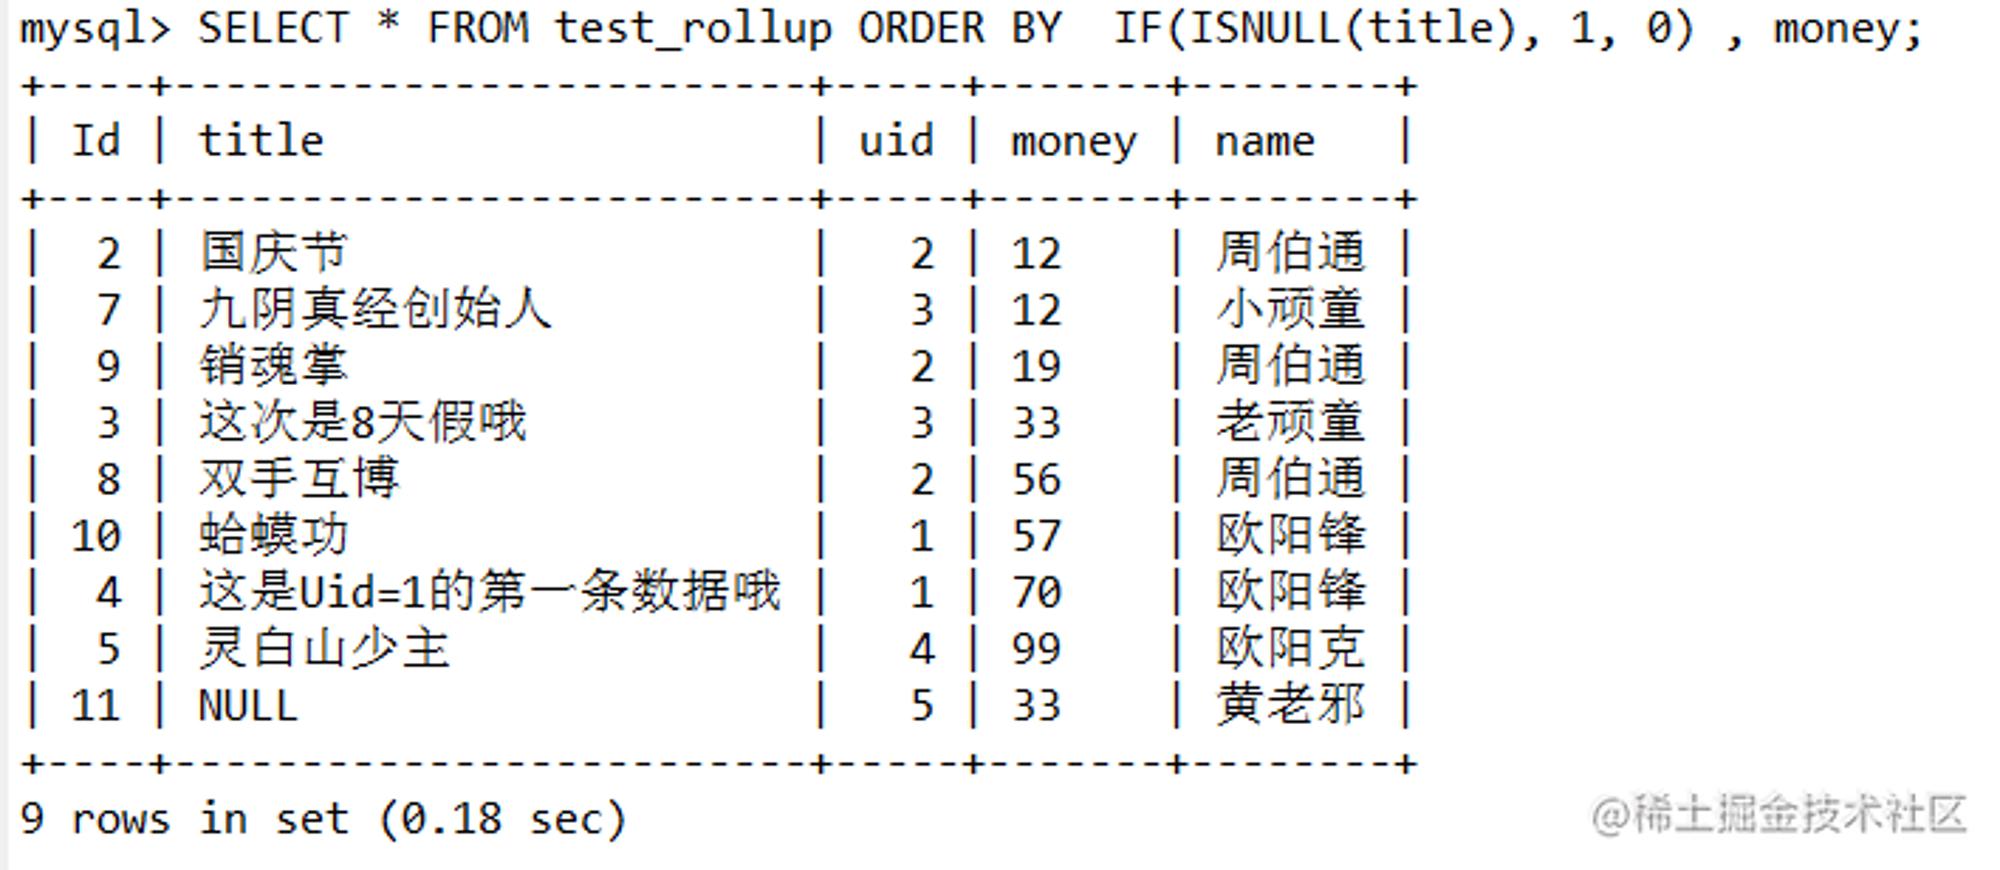 mysql> SELECT * FROM test_rollup ORDER BY  IF(ISNULL(title), 1, 0) , money;
+----+-------------------------+-----+-------+--------+
| Id | title                   | uid | money | name   |
+----+-------------------------+-----+-------+--------+
|  2 | 国庆节                  |   2 | 12    | 周伯通 |
|  7 | 九阴真经创始人          |   3 | 12    | 小顽童 |
|  9 | 销魂掌                  |   2 | 19    | 周伯通 |
|  3 | 这次是8天假哦           |   3 | 33    | 老顽童 |
|  8 | 双手互博                |   2 | 56    | 周伯通 |
| 10 | 蛤蟆功                  |   1 | 57    | 欧阳锋 |
|  4 | 这是Uid=1的第一条数据哦 |   1 | 70    | 欧阳锋 |
|  5 | 灵白山少主              |   4 | 99    | 欧阳克 |
| 11 | NULL                    |   5 | 33    | 黄老邪 |
+----+-------------------------+-----+-------+--------+
9 rows in set (0.18 sec)
@稀土掘金技术社区